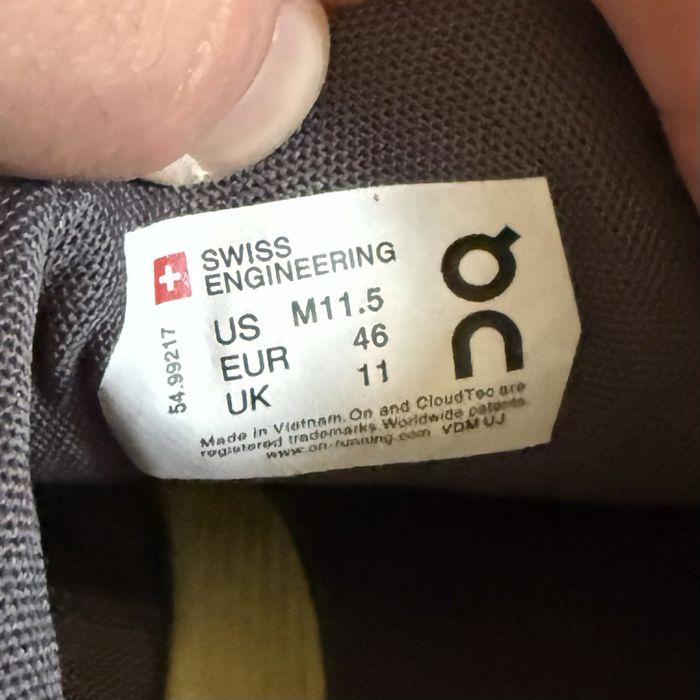 SWISS
ENGINEERING
US M11.5
EUR 46
UK 11
54.99217
Made in Vietnam. On and CloudTec are
registered trademarks. Worldwide patents.
www.on-running.com VDM UJ
On